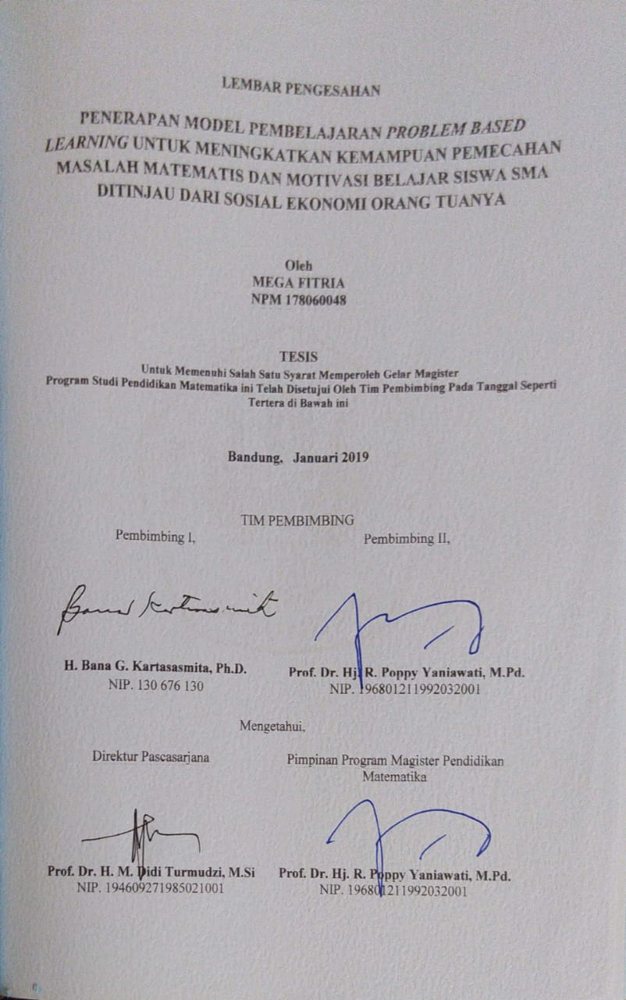 LEMBAR PENGESAHAN
PENERAPAN MODEL PEMBELAJARAN PROBLEM BASED
LEARNING UNTUK MENINGKATKAN KEMAMPUAN PEMECAHAN
MASALAH MATEMATIS DAN MOTIVASI BELAJAR SISWA SMA
DITINJAU DARI SOSIAL EKONOMI ORANG TUANYA
Oleh
MEGA FITRIA
NPM 178060048
TESIS
Untuk Memenuhi Salah Satu Syarat Memperoleh Gelar Magister
Program Studi Pendidikan Matematika ini Telah Disetujui Oleh Tim Pembimbing Pada Tanggal Seperti
Tertera di Bawah ini
Bandung, Januari 2019
TIM PEMBIMBING
Pembimbing I, Pembimbing II,
H. Bana G. Kartasasmita, Ph.D. Prof. Dr. Hj. R. Poppy Yaniawati, M.Pd.
NIP. 130 676 130 NIP. 196801211992032001
Mengetahui,
Direktur Pascasarjana Pimpinan Program Magister Pendidikan
Matematika
Prof. Dr. H. M. Didi Turmudzi, M.Si Prof. Dr. Hj. R. Poppy Yaniawati, M.Pd.
NIP. 194609271985021001 NIP. 196801211992032001